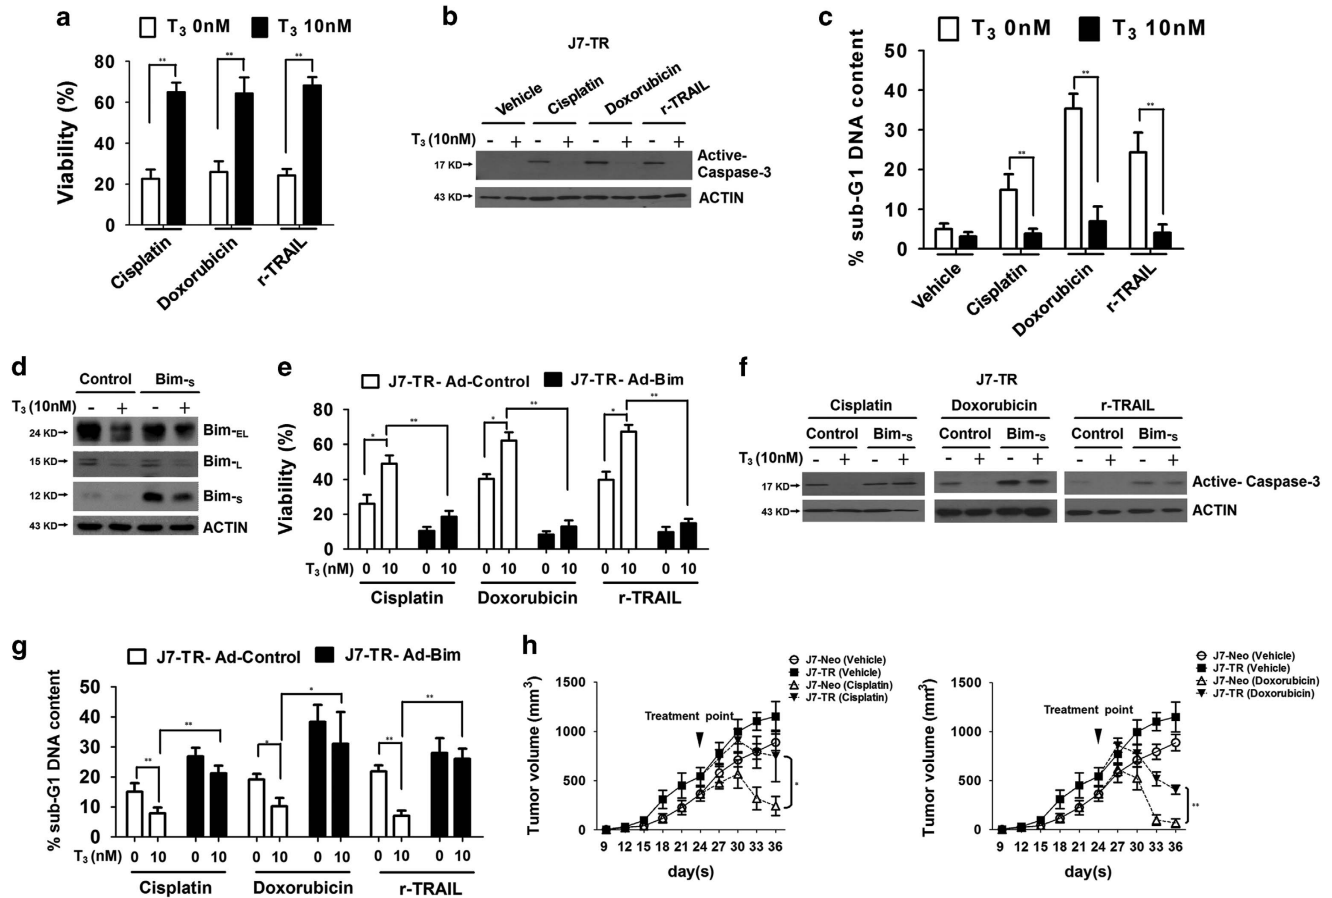 a
T3 0nM T3 10nM
Viability (%)
80
60
40
20
0
** ** **
Cisplatin Doxorubicin r-TRAIL
b
J7-TR
Vehicle Cisplatin Doxorubicin r-TRAIL
T3 (10nM) - + - + - + - +
17 KD→ Active-
Caspase-3
43 KD→ ACTIN
c
T3 0nM T3 10nM
% sub-G1 DNA content
50
40
30
20
10
0
** ** **
Vehicle Cisplatin Doxorubicin r-TRAIL
d
Control Bim-S
T3 (10nM) - + - +
24 KD→ Bim-EL
15 KD→ Bim-L
12 KD→ Bim-S
43 KD→ ACTIN
e
J7-TR- Ad-Control J7-TR- Ad-Bim
Viability (%)
80
60
40
20
0
* ** * ** * **
T3 (nM) 0 10 0 10 0 10 0 10 0 10 0 10
Cisplatin Doxorubicin r-TRAIL
f
J7-TR
Cisplatin Doxorubicin r-TRAIL
Control Bim-S Control Bim-S Control Bim-S
T3 (10nM) - + - + - + - + - + - +
17 KD→ Active- Caspase-3
43 KD→ ACTIN
g
J7-TR- Ad-Control J7-TR- Ad-Bim
% sub-G1 DNA content
50
40
30
20
10
0
** ** * * ** **
T3 (nM) 0 10 0 10 0 10 0 10 0 10 0 10
Cisplatin Doxorubicin r-TRAIL
h
J7-Neo (Vehicle)
J7-TR (Vehicle)
J7-Neo (Cisplatin)
J7-TR (Cisplatin)
Tumor volume (mm3)
1500
1000
500
0
Treatment point
*
9 12 15 18 21 24 27 30 33 36
day(s)
J7-Neo (Vehicle)
J7-TR (Vehicle)
J7-Neo (Doxorubicin)
J7-TR (Doxorubicin)
Tumor volume (mm3)
1500
1000
500
0
Treatment point
**
9 12 15 18 21 24 27 30 33 36
day(s)